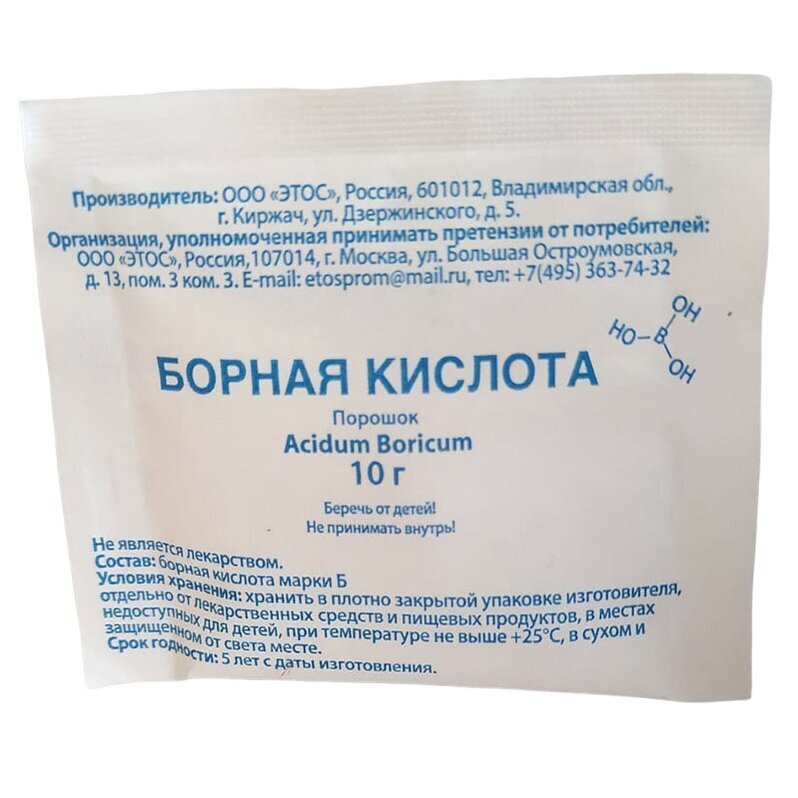 Производитель: ООО «ЭТОС», Россия, 601012, Владимирская обл.,
г. Киржач, ул. Дзержинского, д. 5.
Организация, уполномоченная принимать претензии от потребителей:
ООО «ЭТОС», Россия,107014, г. Москва, ул. Большая Остроумовская,
д. 13, пом. 3 ком. 3. E-mail: etosprom@mail.ru, тел: +7(495) 363-74-32
OH
HO–B
OH
БОРНАЯ КИСЛОТА
Порошок
Acidum Boricum
10 г
Беречь от детей!
Не принимать внутрь!
Не является лекарством.
Состав: борная кислота марки Б
Условия хранения: хранить в плотно закрытой упаковке изготовителя,
отдельно от лекарственных средств и пищевых продуктов, в местах
недоступных для детей, при температуре не выше +25°С, в сухом и
защищенном от света месте.
Срок годности: 5 лет с даты изготовления.